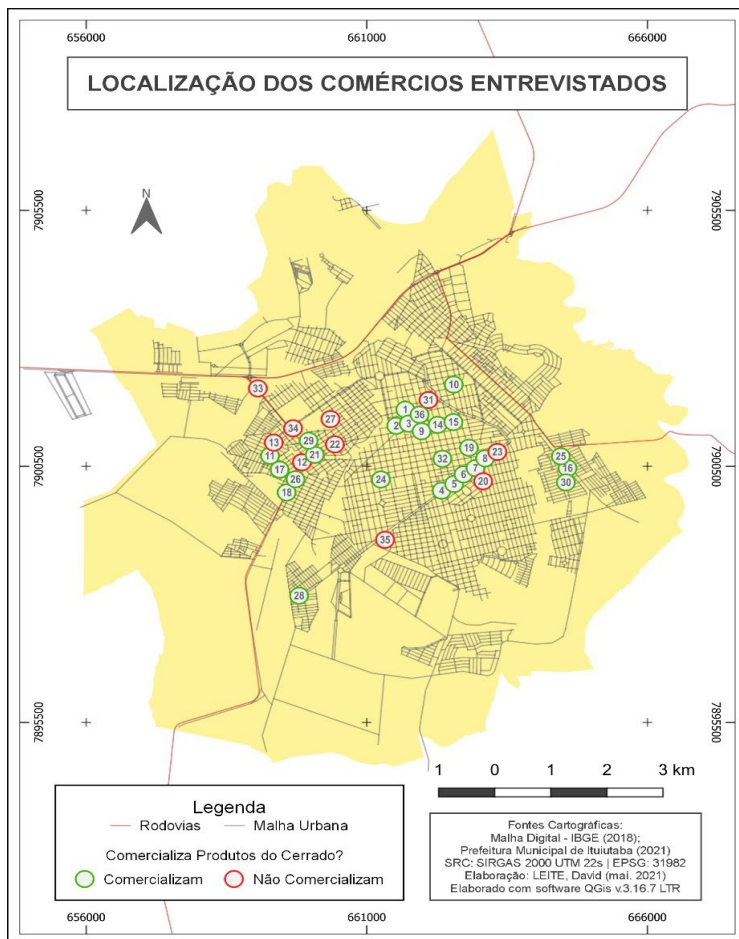 656000 661000 666000
LOCALIZAÇÃO DOS COMÉRCIOS ENTREVISTADOS
N
7905500 7905500
10
33
31
1 36
27
34 2 3 9 14 15
13 29 22
11 21 12 19 23
7900500 25 7900500
17 32 8 16
26 24 6 7 20 30
18 4 5
35
28
7895500 7895500
1 0 1 2 3 km
Legenda
Rodovias Malha Urbana
Comercializa Produtos do Cerrado?
Comercializam Não Comercializam
Fontes Cartográficas:
Malha Digital - IBGE (2018);
Prefeitura Municipal de Ituiutaba (2021)
SRC: SIRGAS 2000 UTM 22s | EPSG: 31982
Elaboração: LEITE, David (mai. 2021)
Elaborado com software QGis v.3.16.7 LTR
656000 661000 666000